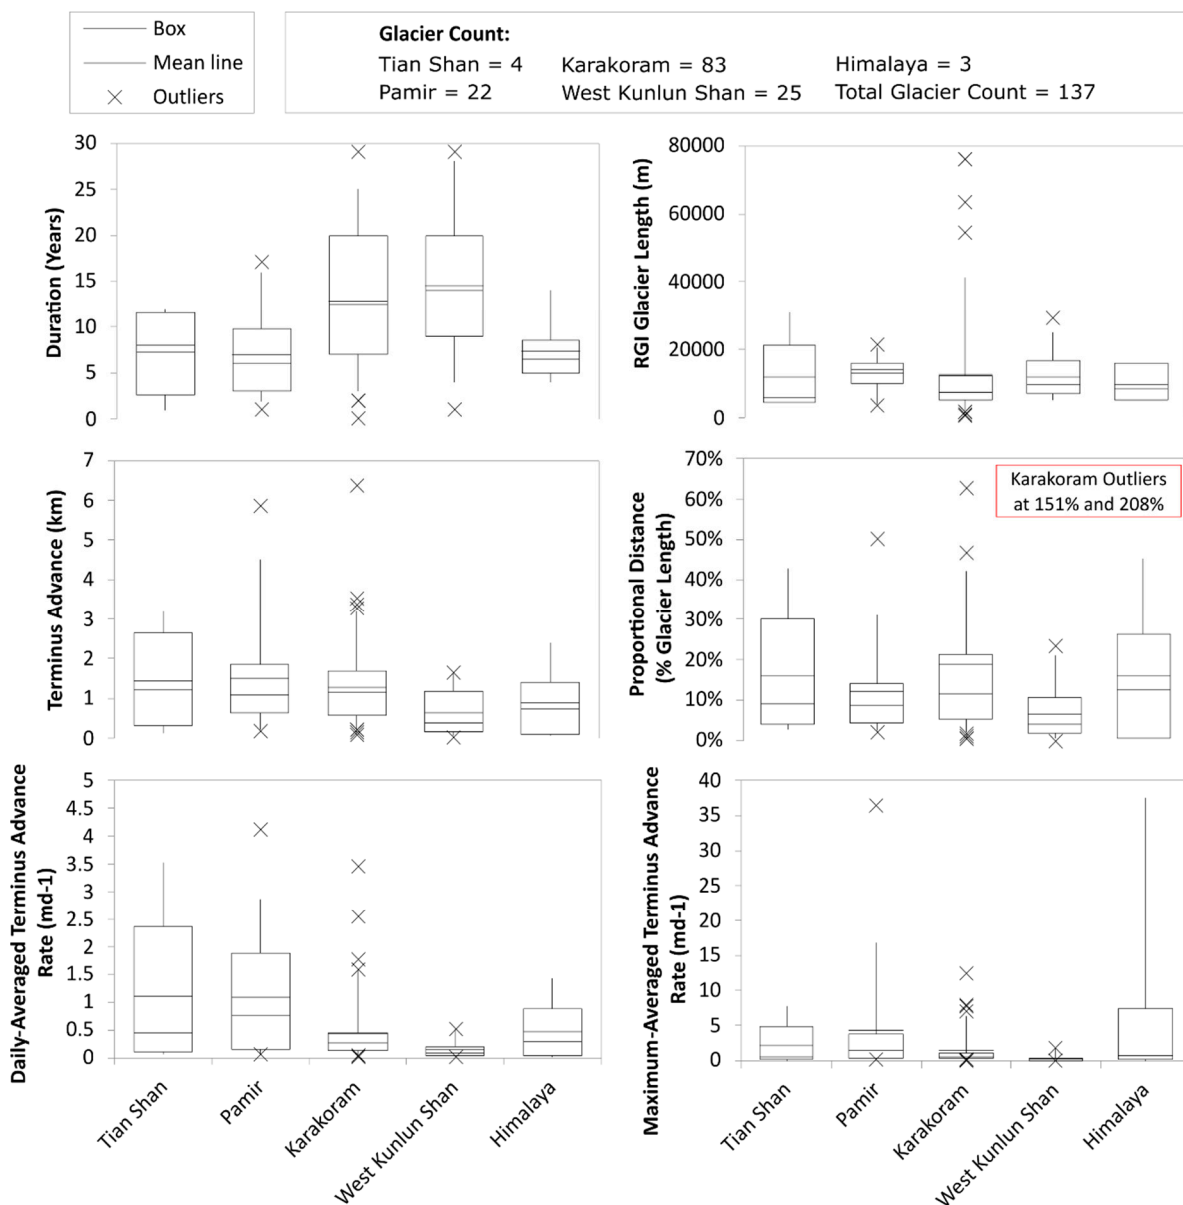 Box
Mean line
Outliers
Glacier Count:
Tian Shan = 4 Karakoram = 83 Himalaya = 3
Pamir = 22 West Kunlun Shan = 25 Total Glacier Count = 137
Duration (Years)
30
25
20
15
10
5
0
RGI Glacier Length (m)
80000
60000
40000
20000
0
Terminus Advance (km)
7
6
5
4
3
2
1
0
Proportional Distance
(% Glacier Length)
70%
60%
50%
40%
30%
20%
10%
0%
Karakoram Outliers
at 151% and 208%
Daily-Averaged Terminus Advance
Rate (md-1)
5
4.5
4
3.5
3
2.5
2
1.5
1
0.5
0
Tian Shan
Pamir
Karakoram
West Kunlun Shan
Himalaya
Maximum-Averaged Terminus Advance
Rate (md-1)
40
35
30
25
20
15
10
5
0
Tian Shan
Pamir
Karakoram
West Kunlun Shan
Himalaya